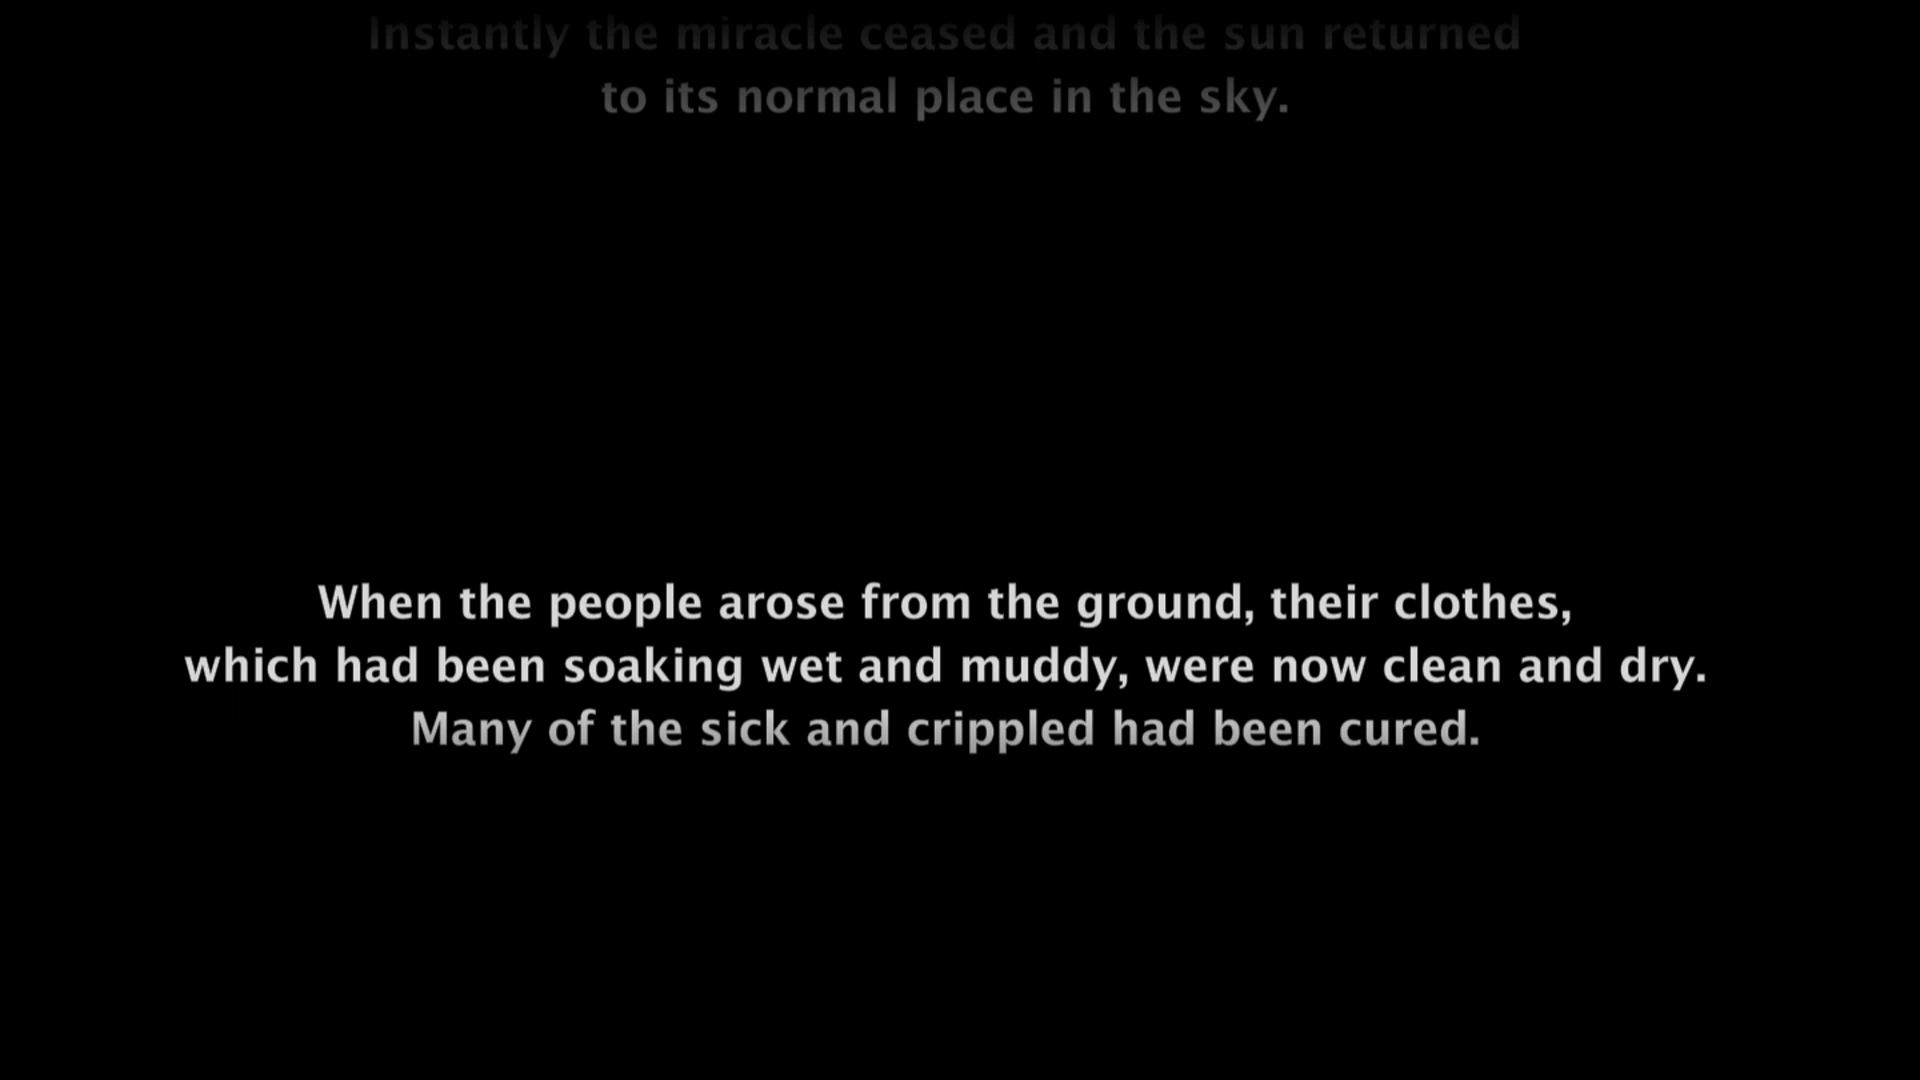 Instantly the miracle ceased and the sun returned
to its normal place in the sky.
When the people arose from the ground, their clothes,
which had been soaking wet and muddy, were now clean and dry.
Many of the sick and crippled had been cured.